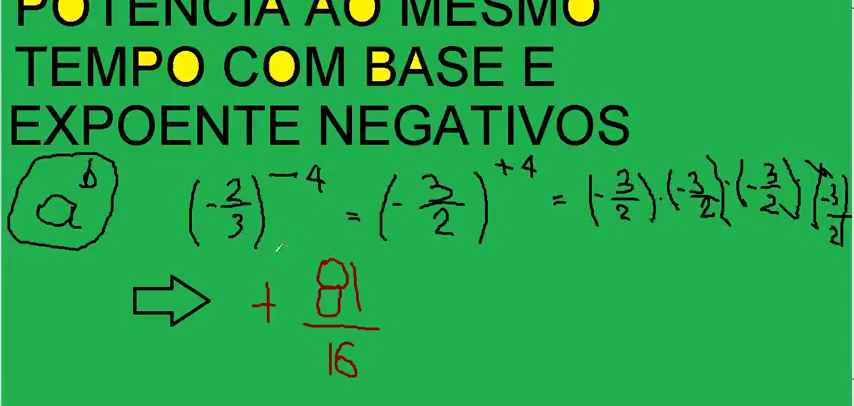 POTÊNCIA AO MESMO
TEMPO COM BASE E
EXPOENTE NEGATIVOS
a^b (-2/3)^-4 = (-3/2)^+4 = (-3/2)·(-3/2)·(-3/2)·(-3/2)
+ 81/16